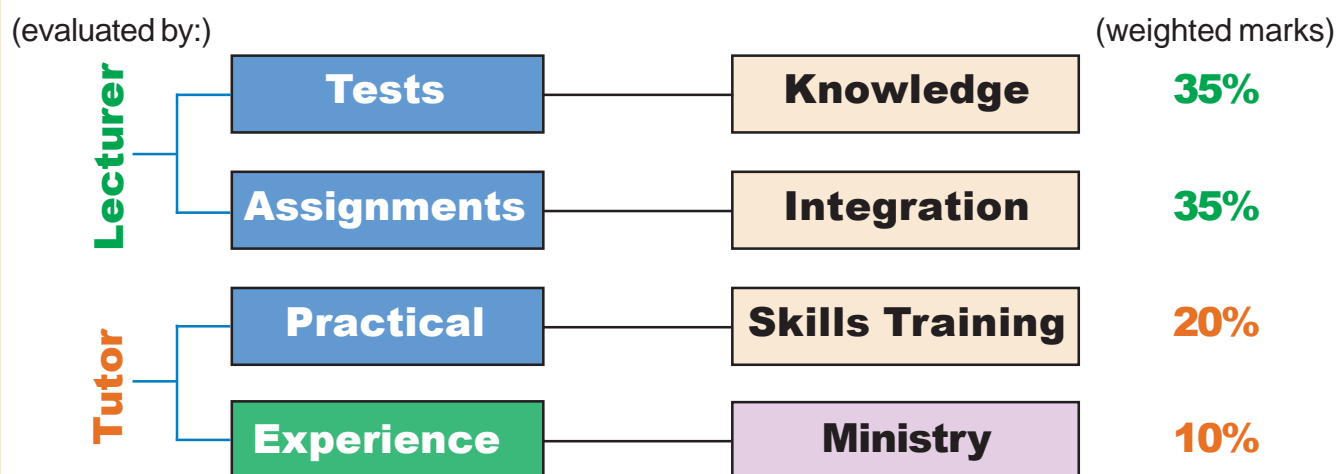 (evaluated by:) (weighted marks)
Lecturer
Tests Knowledge 35%
Assignments Integration 35%
Tutor
Practical Skills Training 20%
Experience Ministry 10%